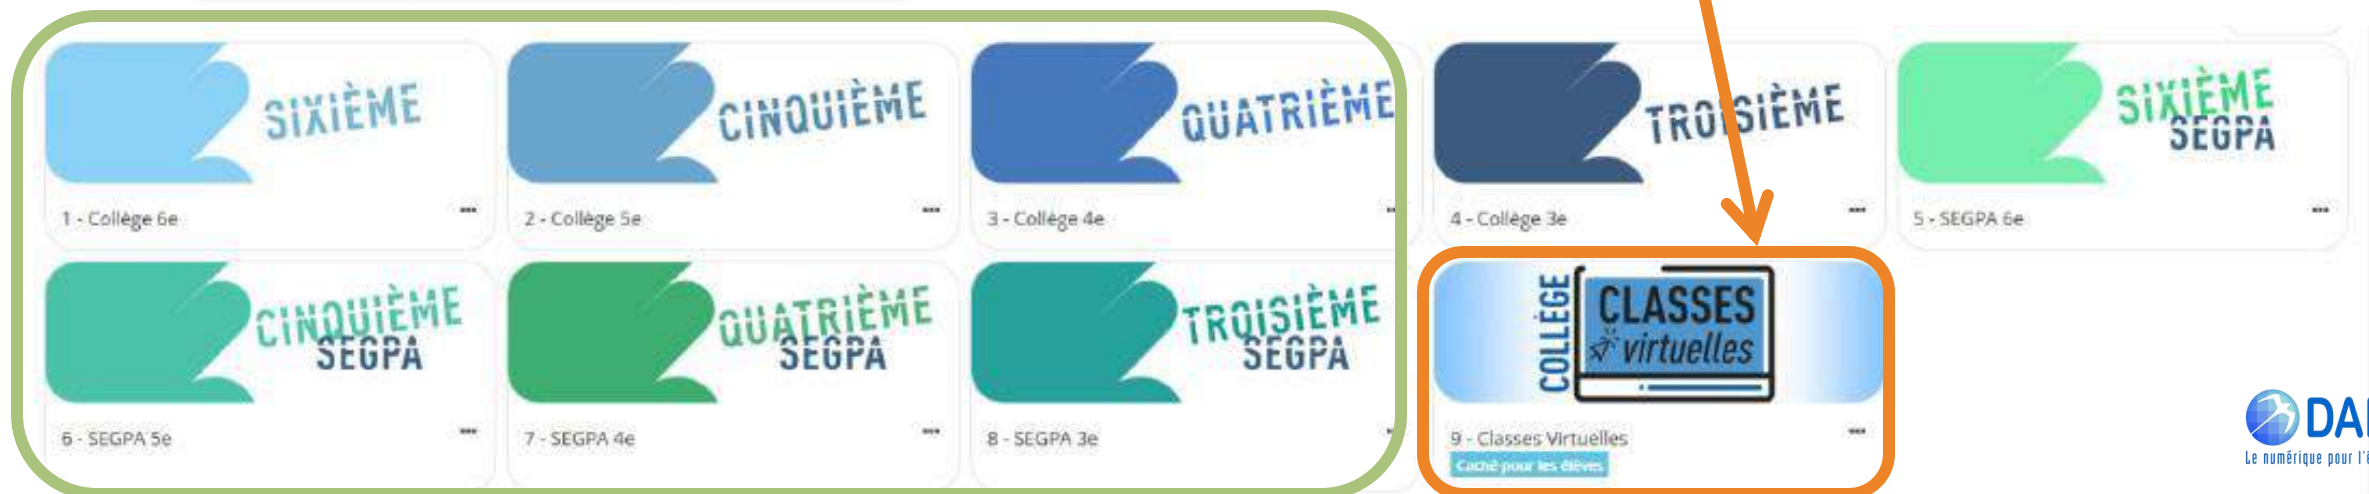 SIXIÈME
1 - Collège 6e
CINQUIÈME
2 - Collège 5e
QUATRIÈME
3 - Collège 4e
TROISIÈME
4 - Collège 3e
SIXIÈME
SEGPA
5 - SEGPA 6e
CINQUIÈME
SEGPA
6 - SEGPA 5e
QUATRIÈME
SEGPA
7 - SEGPA 4e
TROISIÈME
SEGPA
8 - SEGPA 3e
COLLÈGE
CLASSES
virtuelles
9 - Classes Virtuelles
Caché pour les élèves
Le numérique pour